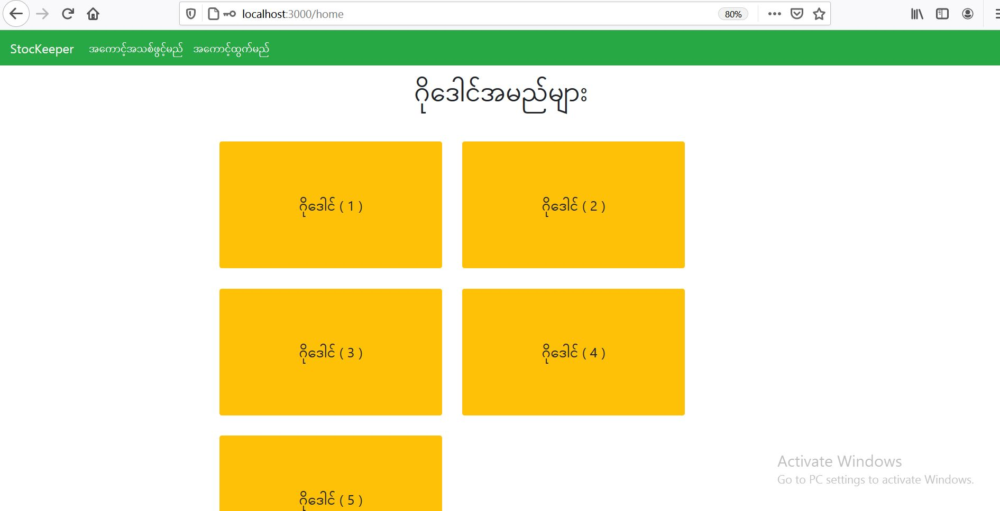 localhost:3000/home 80%
StocKeeper အကောင့်အသစ်ဖွင့်မည် အကောင့်ထွက်မည်
ဂိုဒေါင်အမည်များ
ဂိုဒေါင် ( 1 ) ဂိုဒေါင် ( 2 )
ဂိုဒေါင် ( 3 ) ဂိုဒေါင် ( 4 )
ဂိုဒေါင် ( 5 )
Activate Windows
Go to PC settings to activate Windows.